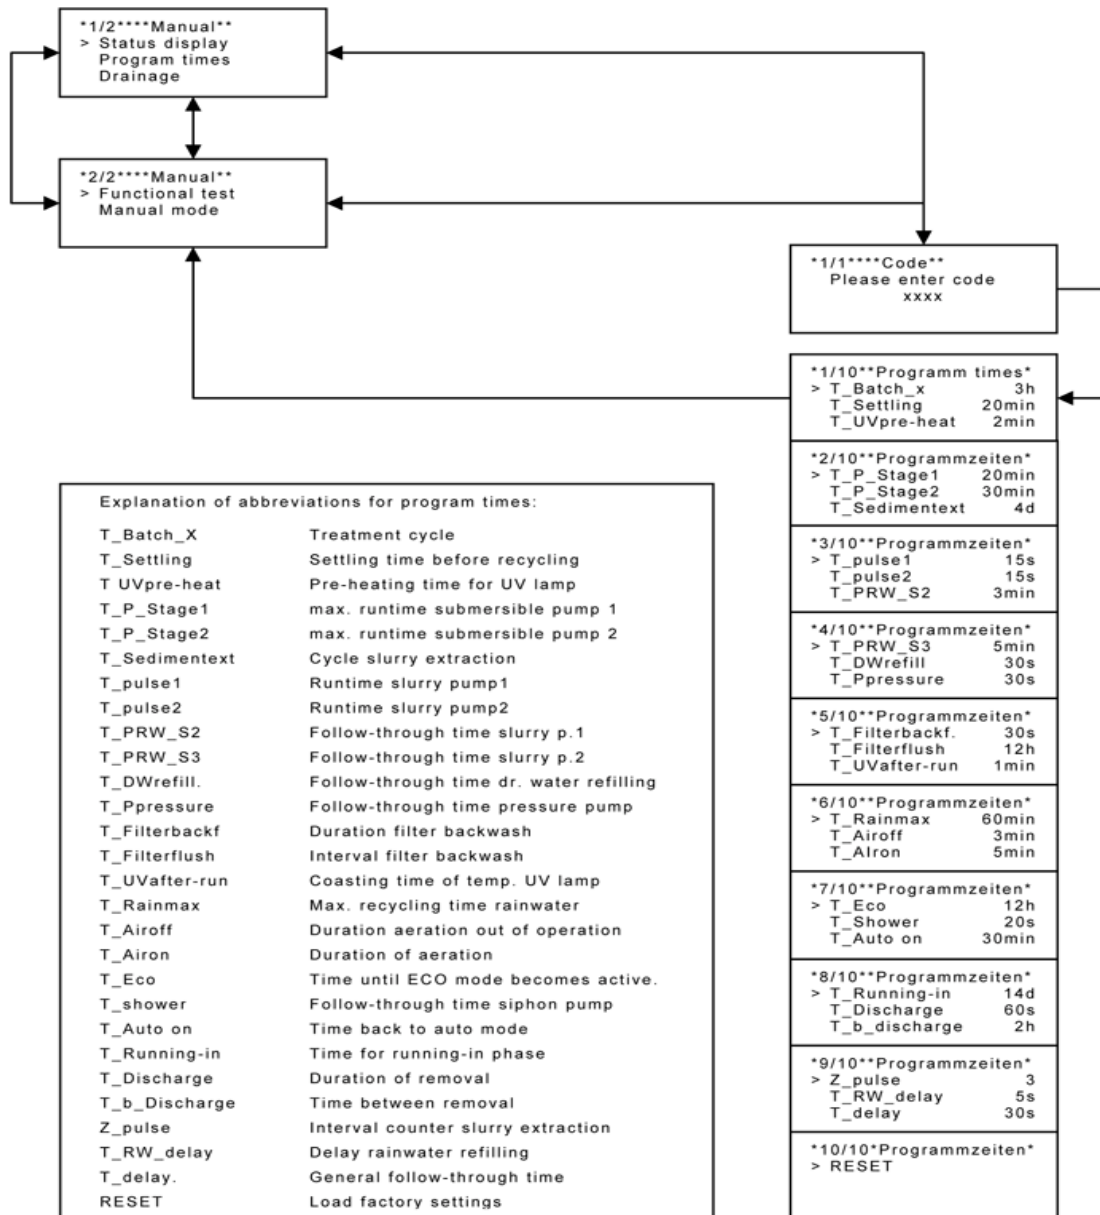 *1/2****Manual**
> Status display
Program times
Drainage
*2/2****Manual**
> Functional test
Manual mode
*1/1****Code**
Please enter code
xxxx
*1/10**Programm times*
> T_Batch_x 3h
T_Settling 20min
T_UVpre-heat 2min
*2/10**Programmzeiten*
> T_P_Stage1 20min
T_P_Stage2 30min
T_Sedimentext 4d
*3/10**Programmzeiten*
> T_pulse1 15s
T_pulse2 15s
T_PRW_S2 3min
*4/10**Programmzeiten*
> T_PRW_S3 5min
T_DWrefill 30s
T_Ppressure 30s
*5/10**Programmzeiten*
> T_Filterbackf. 30s
T_Filterflush 12h
T_UVafter-run 1min
*6/10**Programmzeiten*
> T_Rainmax 60min
T_Airoff 3min
T_AIron 5min
*7/10**Programmzeiten*
> T_Eco 12h
T_Shower 20s
T_Auto on 30min
*8/10**Programmzeiten*
> T_Running-in 14d
T_Discharge 60s
T_b_discharge 2h
*9/10**Programmzeiten*
> Z_pulse 3
T_RW_delay 5s
T_delay 30s
*10/10*Programmzeiten*
> RESET
Explanation of abbreviations for program times:
T_Batch_X Treatment cycle
T_Settling Settling time before recycling
T UVpre-heat Pre-heating time for UV lamp
T_P_Stage1 max. runtime submersible pump 1
T_P_Stage2 max. runtime submersible pump 2
T_Sedimentext Cycle slurry extraction
T_pulse1 Runtime slurry pump1
T_pulse2 Runtime slurry pump2
T_PRW_S2 Follow-through time slurry p.1
T_PRW_S3 Follow-through time slurry p.2
T_DWrefill. Follow-through time dr. water refilling
T_Ppressure Follow-through time pressure pump
T_Filterbackf Duration filter backwash
T_Filterflush Interval filter backwash
T_UVafter-run Coasting time of temp. UV lamp
T_Rainmax Max. recycling time rainwater
T_Airoff Duration aeration out of operation
T_Airon Duration of aeration
T_Eco Time until ECO mode becomes active.
T_shower Follow-through time siphon pump
T_Auto on Time back to auto mode
T_Running-in Time for running-in phase
T_Discharge Duration of removal
T_b_Discharge Time between removal
Z_pulse Interval counter slurry extraction
T_RW_delay Delay rainwater refilling
T_delay. General follow-through time
RESET Load factory settings